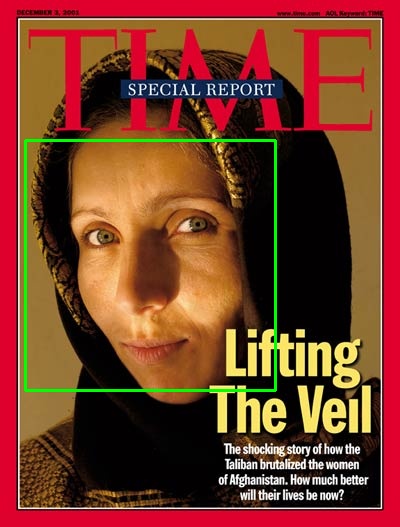 DECEMBER 3, 2001 www.time.com AOL Keyword: TIME
TIME
SPECIAL REPORT
Lifting
The Veil
The shocking story of how the
Taliban brutalized the women
of Afghanistan. How much better
will their lives be now?